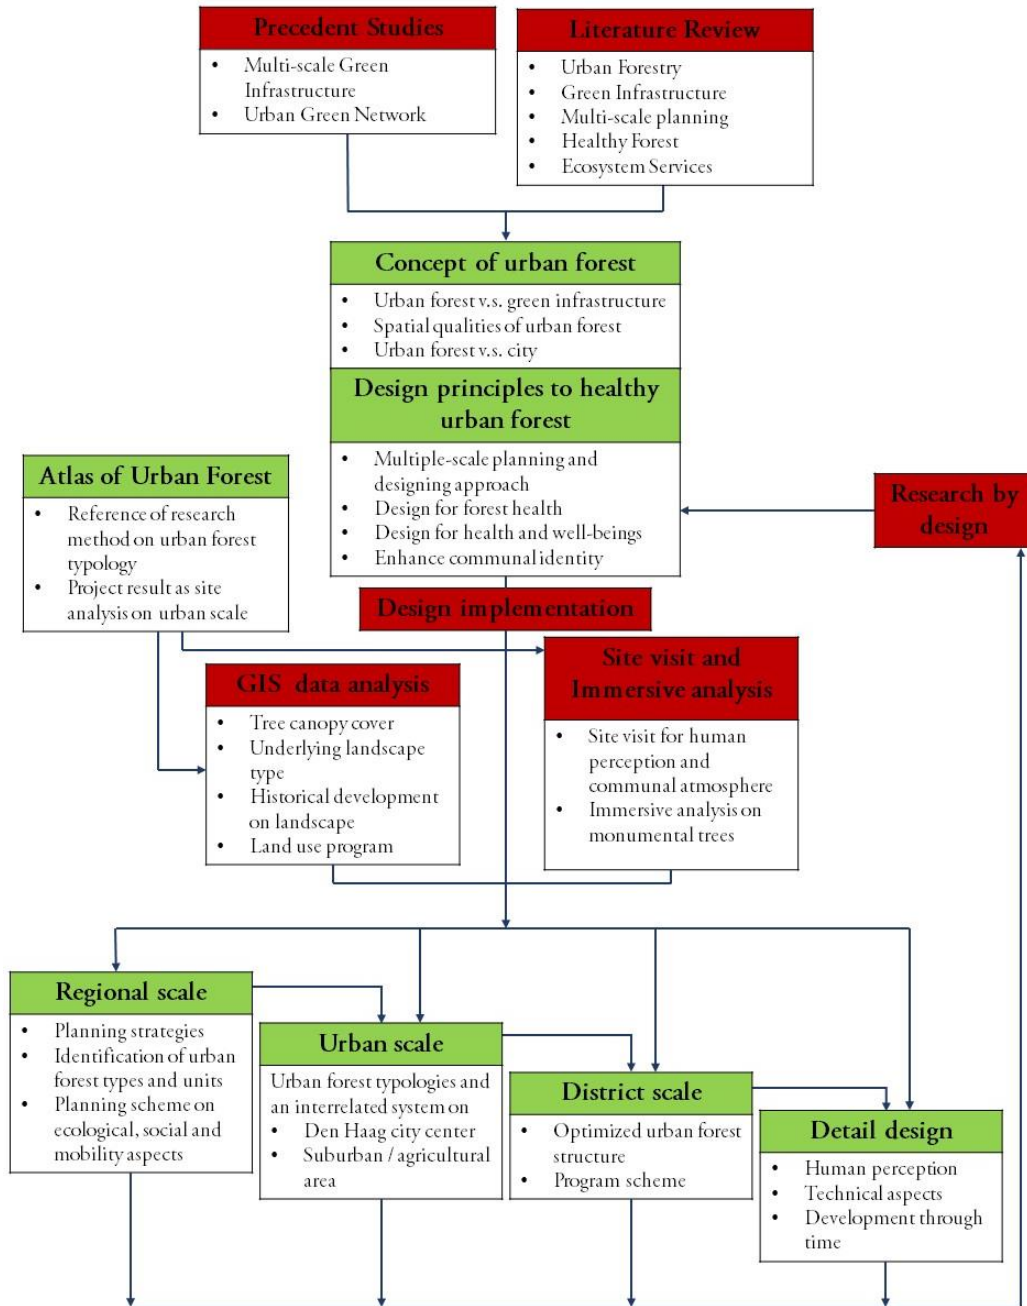 Precedent Studies
• Multi-scale Green
Infrastructure
• Urban Green Network
Literature Review
• Urban Forestry
• Green Infrastructure
• Multi-scale planning
• Healthy Forest
• Ecosystem Services
Concept of urban forest
• Urban forest v.s. green infrastructure
• Spatial qualities of urban forest
• Urban forest v.s. city
Design principles to healthy
urban forest
• Multiple-scale planning and
designing approach
• Design for forest health
• Design for health and well-beings
• Enhance communal identity
Atlas of Urban Forest
• Reference of research
method on urban forest
typology
• Project result as site
analysis on urban scale
Research by
design
Design implementation
GIS data analysis
• Tree canopy cover
• Underlying landscape
type
• Historical development
on landscape
• Land use program
Site visit and
Immersive analysis
• Site visit for human
perception and
communal atmosphere
• Immersive analysis on
monumental trees
Regional scale
• Planning strategies
• Identification of urban
forest types and units
• Planning scheme on
ecological, social and
mobility aspects
Urban scale
Urban forest typologies and
an interrelated system on
• Den Haag city center
• Suburban / agricultural
area
District scale
• Optimized urban forest
structure
• Program scheme
Detail design
• Human perception
• Technical aspects
• Development through
time